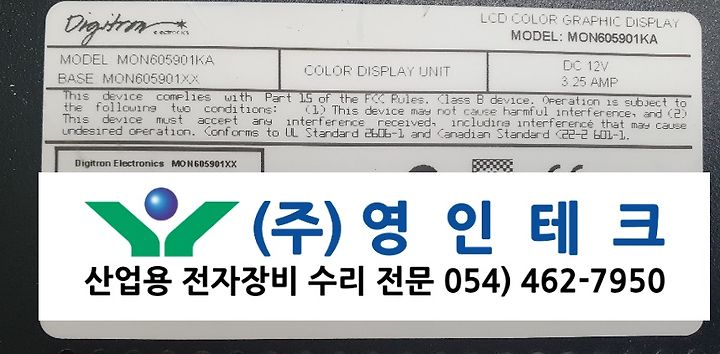 Digitron
electronics
LCD COLOR GRAPHIC DISPLAY
MODEL: MON605901KA
MODEL MON605901KA
BASE MON605901XX
COLOR DISPLAY UNIT
DC 12V
3.25 AMP
This device complies with Part 15 of the FCC Rules. Class B device. Operation is subject to
the following two conditions: (1) This device may not cause harmful interference, and (2)
This device must accept any interference received, including interference that may cause
undesired operation. Conforms to UL Standard 2606-1 and Canadian Standard C22-2 601-1.
Digitron Electronics MON605901XX
(주)영인테크
산업용 전자장비 수리 전문 054) 462-7950